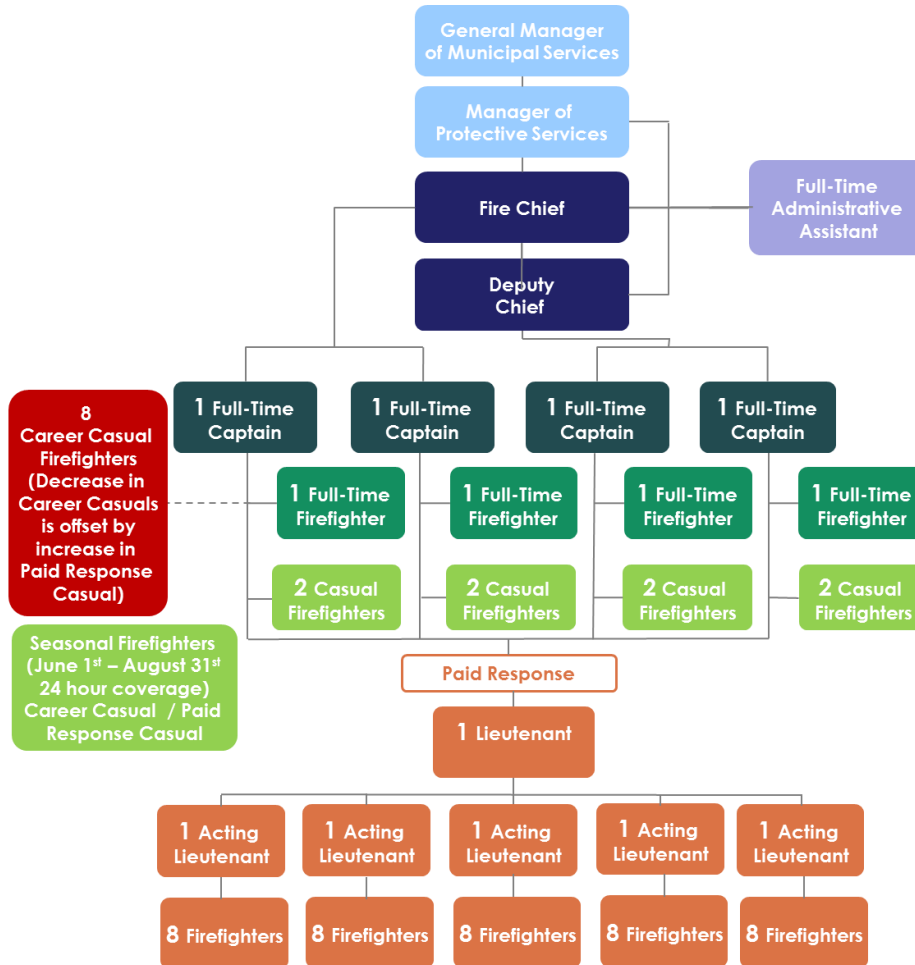 General Manager
of Municipal Services
Manager of
Protective Services
Fire Chief
Full-Time
Administrative
Assistant
Deputy
Chief
1 Full-Time
Captain
1 Full-Time
Captain
1 Full-Time
Captain
1 Full-Time
Captain
8
Career Casual
Firefighters
(Decrease in
Career Casuals
is offset by
increase in
Paid Response
Casual)
1 Full-Time
Firefighter
1 Full-Time
Firefighter
1 Full-Time
Firefighter
1 Full-Time
Firefighter
2 Casual
Firefighters
2 Casual
Firefighters
2 Casual
Firefighters
2 Casual
Firefighters
Seasonal Firefighters
(June 1st – August 31st
24 hour coverage)
Career Casual / Paid
Response Casual
Paid Response
1 Lieutenant
1 Acting
Lieutenant
1 Acting
Lieutenant
1 Acting
Lieutenant
1 Acting
Lieutenant
1 Acting
Lieutenant
8 Firefighters
8 Firefighters
8 Firefighters
8 Firefighters
8 Firefighters